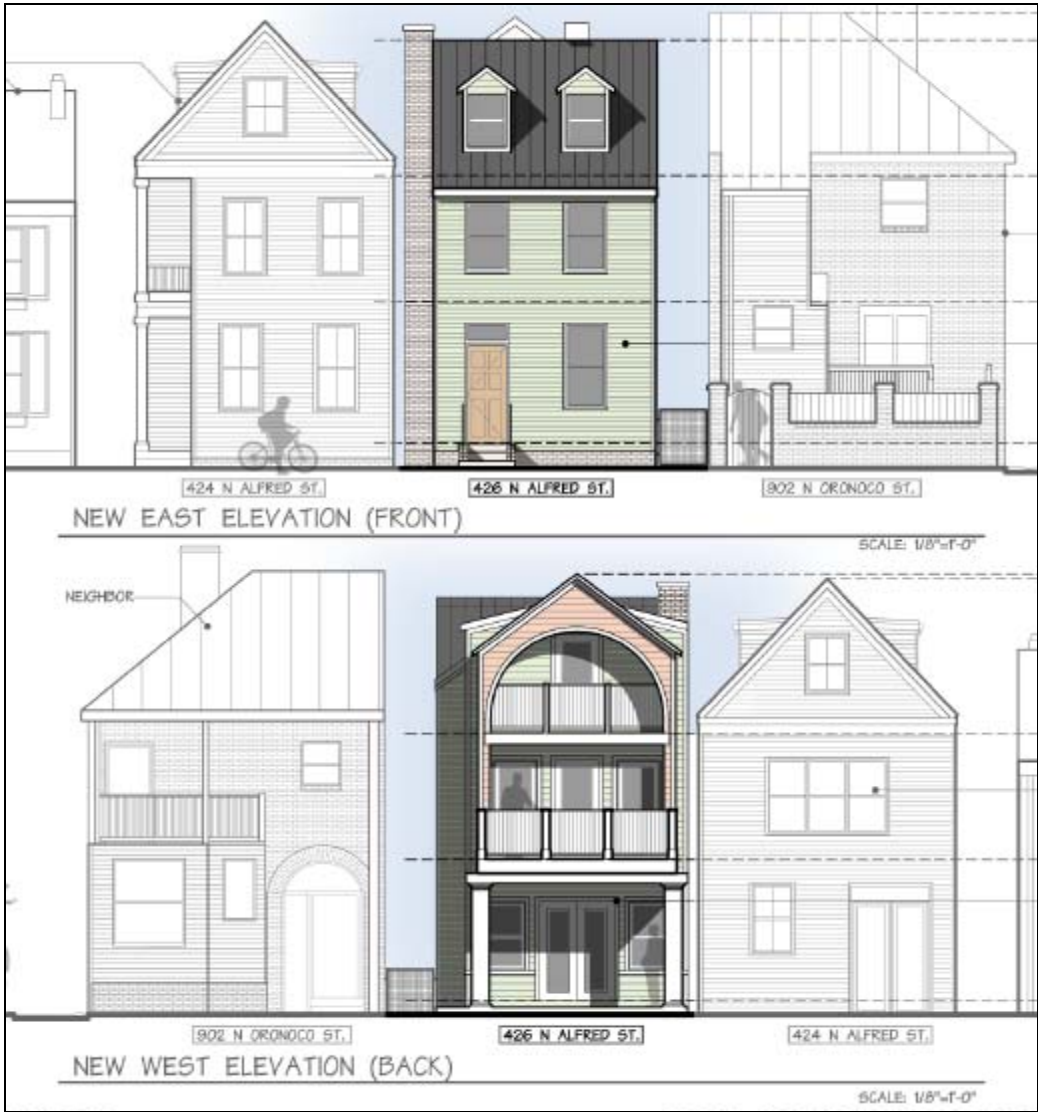 424 N ALFRED ST.
426 N ALFRED ST.
902 N ORONOCO ST.
NEW EAST ELEVATION (FRONT)
SCALE: 1/8"=1'-0"
NEIGHBOR
902 N ORONOCO ST.
426 N ALFRED ST.
424 N ALFRED ST.
NEW WEST ELEVATION (BACK)
SCALE: 1/8"=1'-0"